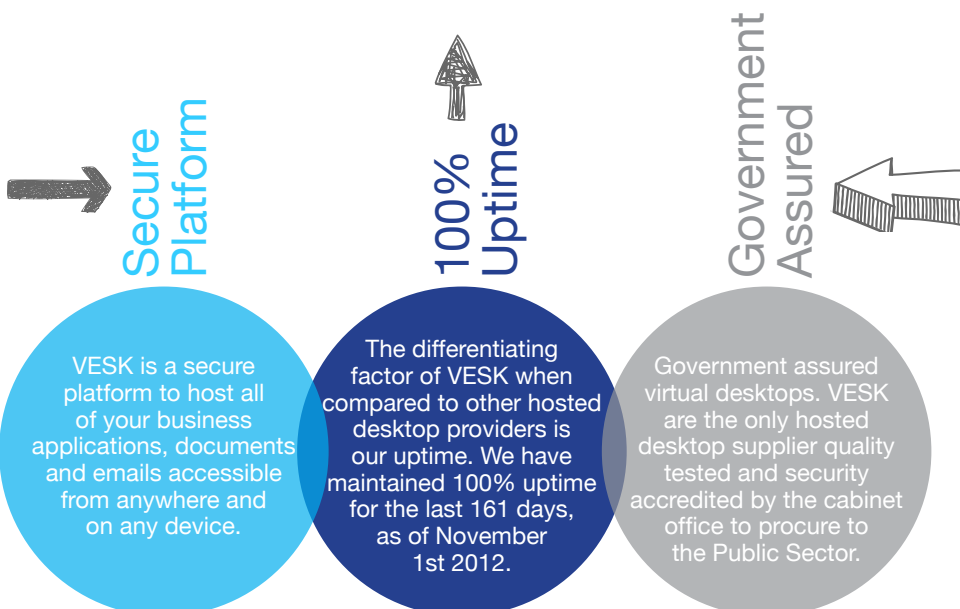 Secure
Platform
100%
Uptime
Government
Assured
VESK is a secure
platform to host all
of your business
applications, documents
and emails accessible
from anywhere and
on any device.
The differentiating
factor of VESK when
compared to other hosted
desktop providers is
our uptime. We have
maintained 100% uptime
for the last 161 days,
as of November
1st 2012.
Government assured
virtual desktops. VESK
are the only hosted
desktop supplier quality
tested and security
accredited by the cabinet
office to procure to
the Public Sector.